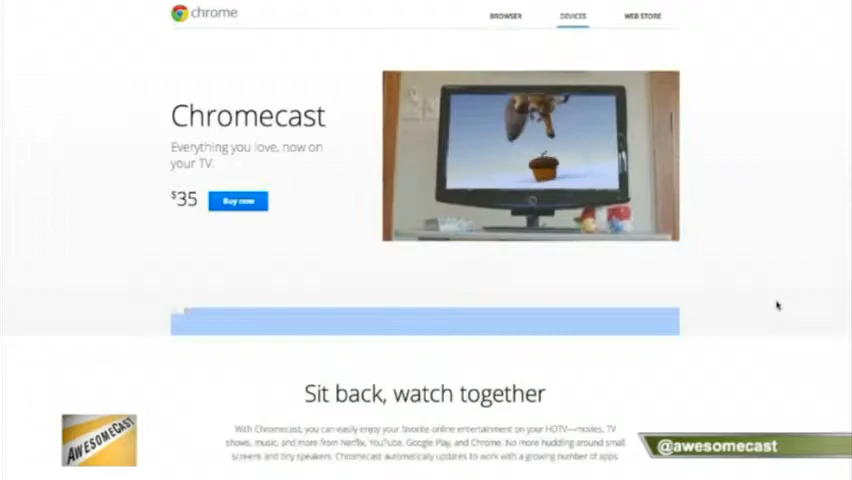 chrome
BROWSER DEVICES WEB STORE
Chromecast
Everything you love, now on
your TV.
$35 Buy now
Sit back, watch together
With Chromecast, you can easily enjoy your favorite online entertainment on your HDTV—movies, TV
shows, music, and more from Netflix, YouTube, Google Play, and Chrome. No more huddling around small
screens and tiny speakers. Chromecast automatically updates to work with a growing number of apps.
AWESOMECAST
@awesomecast